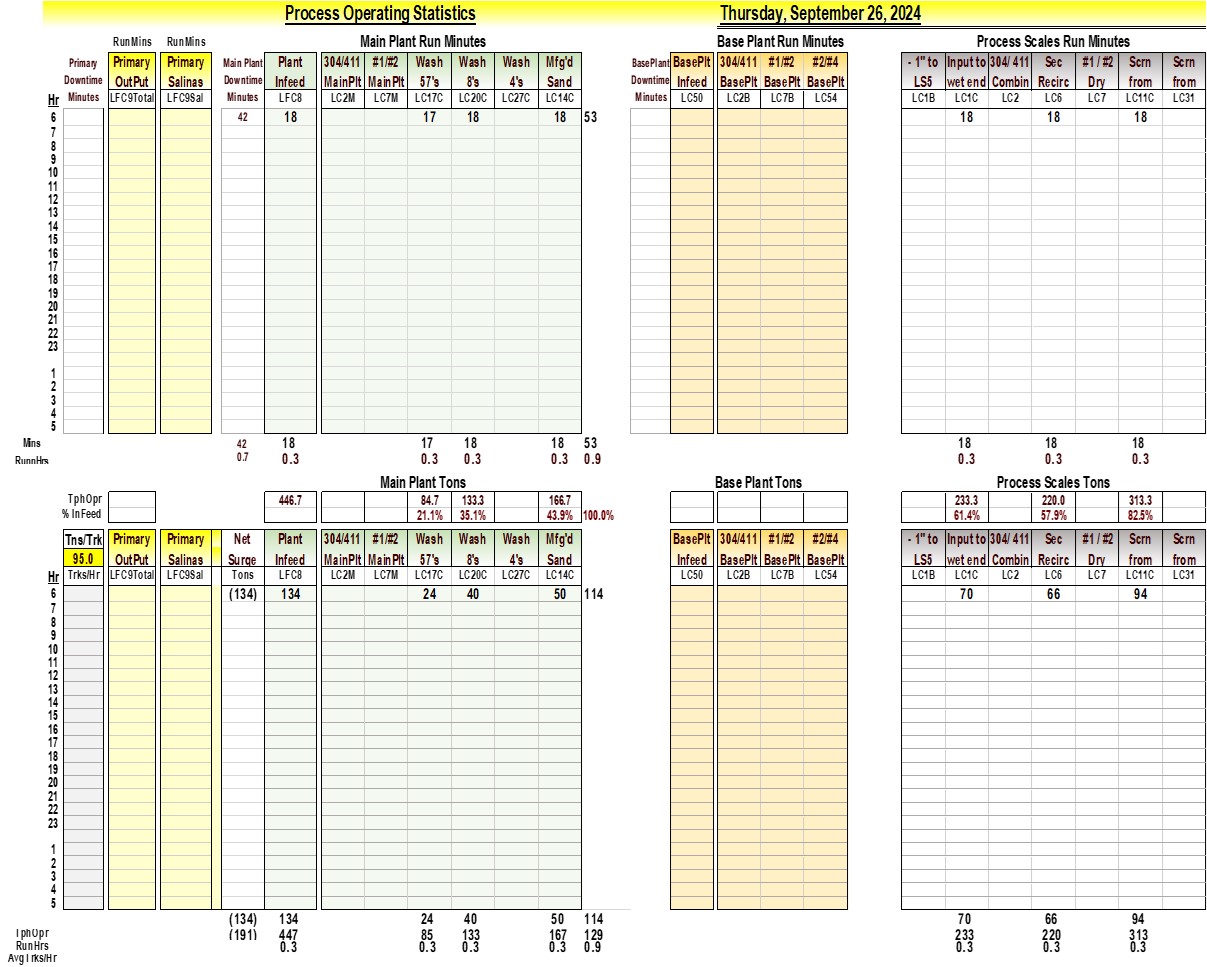 Process Operating Statistics Thursday, September 26, 2024
Run Mins Run Mins Main Plant Run Minutes Base Plant Run Minutes Process Scales Run Minutes
Primary Primary Primary Main Plant Plant 304/411 #1/#2 Wash Wash Wash Mfg'd BasePlant BasePlt 304/411 #1/#2 #2/#4 - 1" to Input to 304/ 411 Sec #1 / #2 Scrn Scrn
Downtime OutPut Salinas Downtime Infeed MainPlt MainPlt 57's 8's 4's Sand Downtime Infeed BasePlt BasePlt BasePlt LS5 wet end Combin Recirc Dry from from
Hr Minutes LFC9Total LFC9Sal Minutes LFC8 LC2M LC7M LC17C LC20C LC27C LC14C Minutes LC50 LC2B LC7B LC54 LC1B LC1C LC2 LC6 LC7 LC11C LC31
6 42 18 17 18 18 53 18 18 18
7
8
9
10
11
12
13
14
15
16
17
18
19
20
21
22
23
1
2
3
4
5
Mins 42 18 17 18 18 53 18 18 18
RunnHrs 0.7 0.3 0.3 0.3 0.3 0.9 0.3 0.3 0.3
Main Plant Tons Base Plant Tons Process Scales Tons
Tph Opr 446.7 84.7 133.3 166.7 233.3 220.0 313.3
% InFeed 21.1% 35.1% 43.9% 100.0% 61.4% 57.9% 82.5%
Tns/Trk Primary Primary Net Plant 304/411 #1/#2 Wash Wash Wash Mfg'd BasePlt 304/411 #1/#2 #2/#4 - 1" to Input to 304/ 411 Sec #1 / #2 Scrn Scrn
95.0 OutPut Salinas Surge Infeed MainPlt MainPlt 57's 8's 4's Sand Infeed BasePlt BasePlt BasePlt LS5 wet end Combin Recirc Dry from from
Hr Trks/Hr LFC9Total LFC9Sal Tons LFC8 LC2M LC7M LC17C LC20C LC27C LC14C LC50 LC2B LC7B LC54 LC1B LC1C LC2 LC6 LC7 LC11C LC31
6 (134) 134 24 40 50 114 70 66 94
7
8
9
10
11
12
13
14
15
16
17
18
19
20
21
22
23
1
2
3
4
5
(134) 134 24 40 50 114 70 66 94
Tph Opr (191) 447 85 133 167 129 233 220 313
Run Hrs 0.3 0.3 0.3 0.3 0.9 0.3 0.3 0.3
Avg Trks/Hr